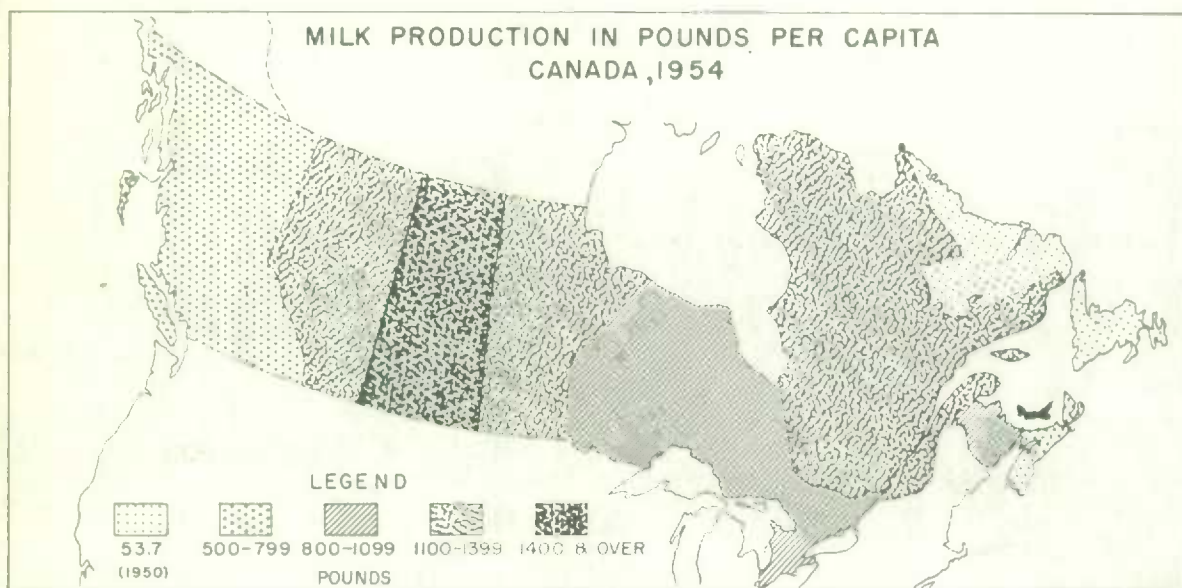 MILK PRODUCTION IN POUNDS PER CAPITA
CANADA, 1954
LEGEND
53.7 500-799 800-1099 1100-1399 1400 & OVER
(1950) POUNDS